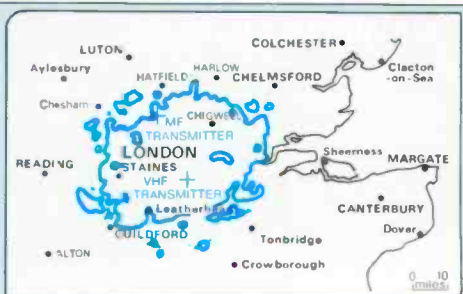 LUTON
COLCHESTER
Aylesbury
Clacton
-on-Sea
HATFIELD
HARLOW
CHELMSFORD
Chesham
CHIGWELL
MF
TRANSMITTER
LONDON
READING
STAINES
Sheerness
MARGATE
VHF
TRANSMITTER
Leatherhead
CANTERBURY
GUILDFORD
Dover
Tonbridge
ALTON
Crowborough
0 10
miles